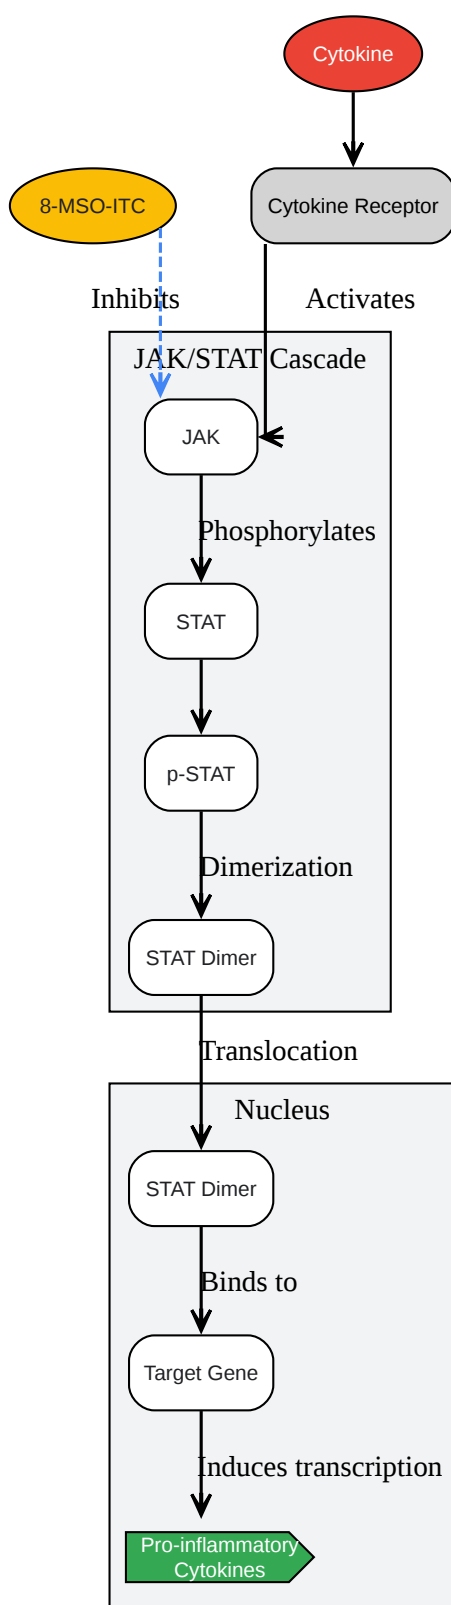 Cytokine
8-MSO-ITC
Cytokine Receptor
Inhibits
Activates
JAK/STAT Cascade
JAK
Phosphorylates
STAT
p-STAT
Dimerization
STAT Dimer
Translocation
Nucleus
STAT Dimer
Binds to
Target Gene
Induces transcription
Pro-inflammatory
Cytokines